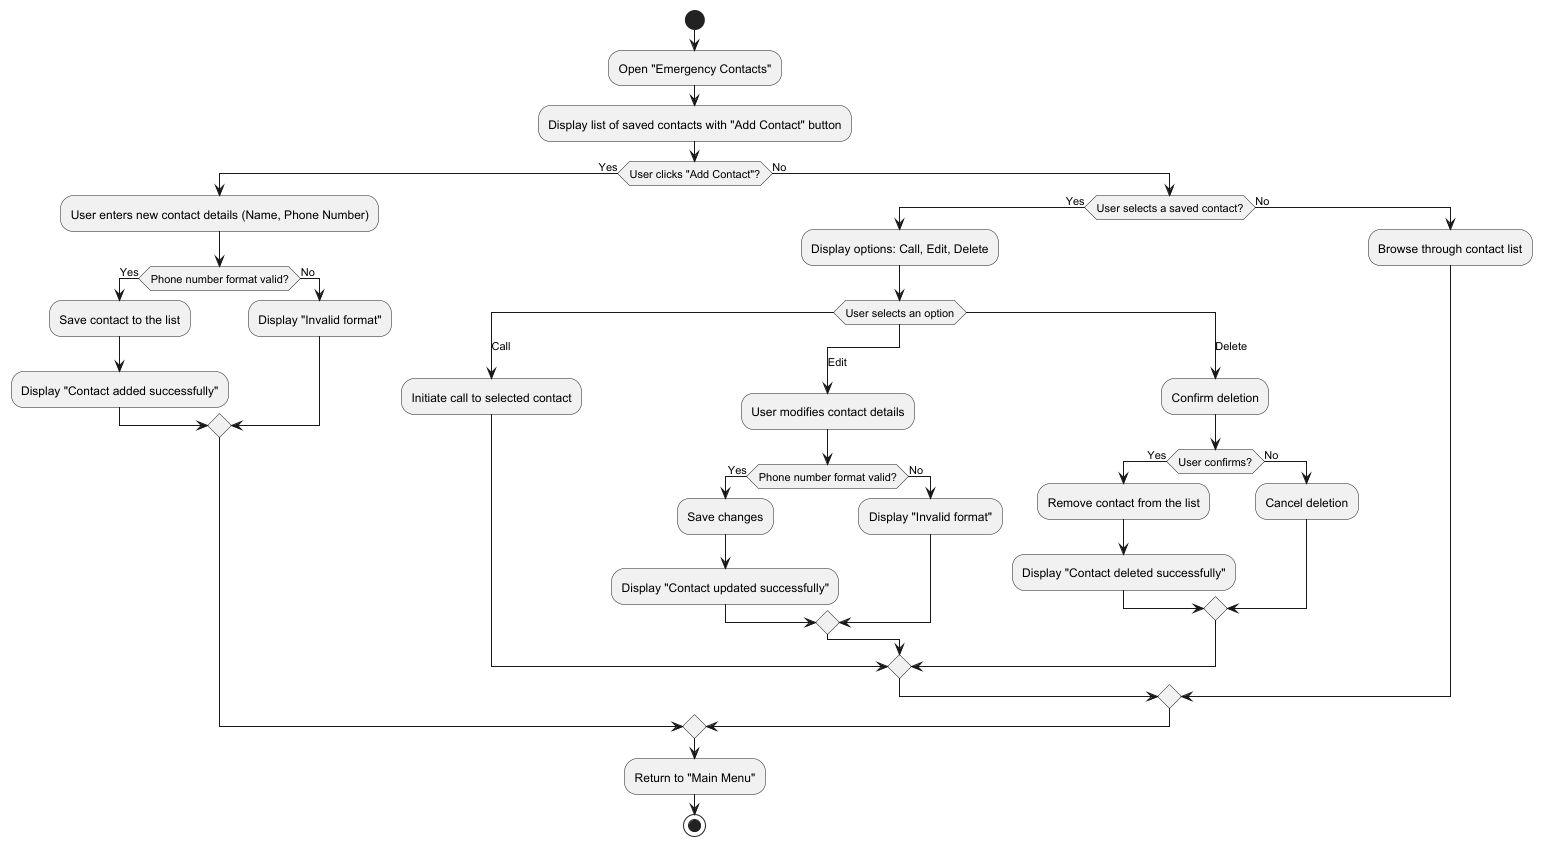 Open "Emergency Contacts"
Display list of saved contacts with "Add Contact" button
Yes
User clicks "Add Contact"?
No
User enters new contact details (Name, Phone Number)
Yes
Phone number format valid?
No
Save contact to the list
Display "Invalid format"
Display "Contact added successfully"
Yes
User selects a saved contact?
No
Display options: Call, Edit, Delete
Browse through contact list
User selects an option
Call
Edit
Delete
Initiate call to selected contact
User modifies contact details
Yes
Phone number format valid?
No
Save changes
Display "Invalid format"
Display "Contact updated successfully"
Confirm deletion
Yes
User confirms?
No
Remove contact from the list
Cancel deletion
Display "Contact deleted successfully"
Return to "Main Menu"